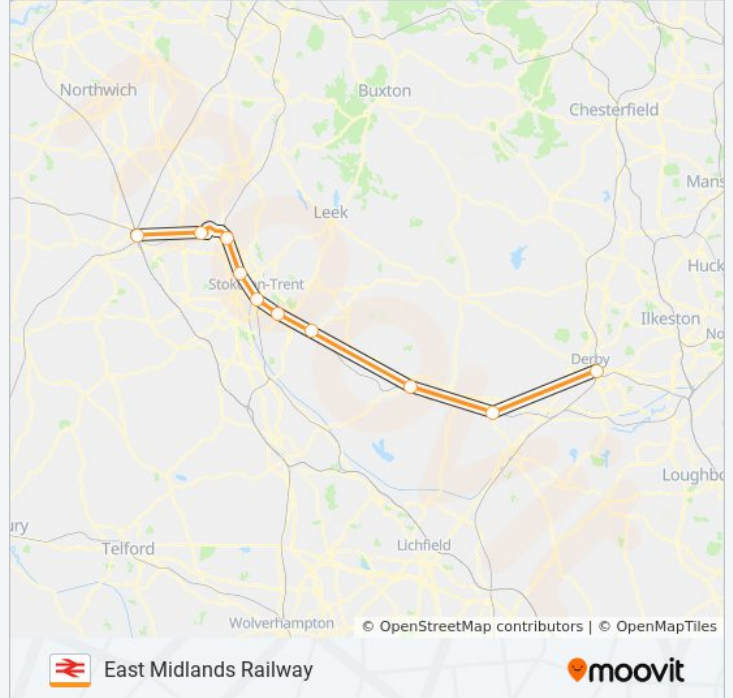 Northwich
Buxton
Chesterfield
Mans
Leek
Huck
Stoke-on-Trent
Ilkeston
No
Derby
Loughbo
ury
Telford
Lichfield
Wolverhampton
© OpenStreetMap contributors | © OpenMapTiles
East Midlands Railway
moovit